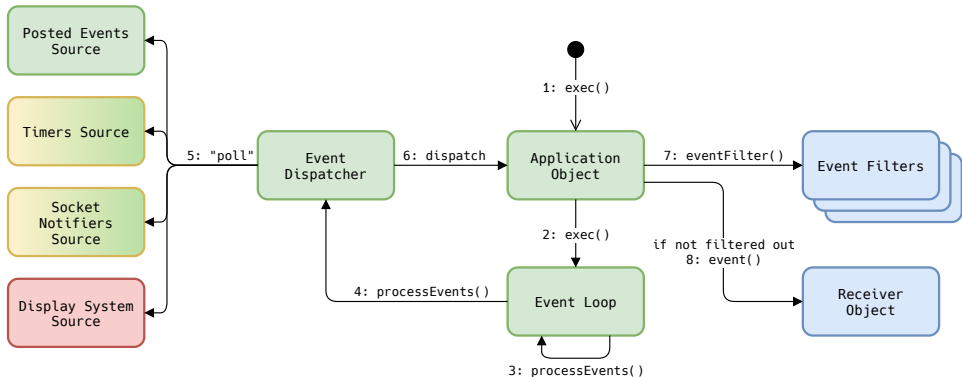 Posted Events
Source
Timers Source
Socket
Notifiers
Source
Display System
Source
5: "poll"
Event
Dispatcher
6: dispatch
1: exec()
Application
Object
7: eventFilter()
Event Filters
2: exec()
if not filtered out
8: event()
4: processEvents()
Event Loop
Receiver
Object
3: processEvents()